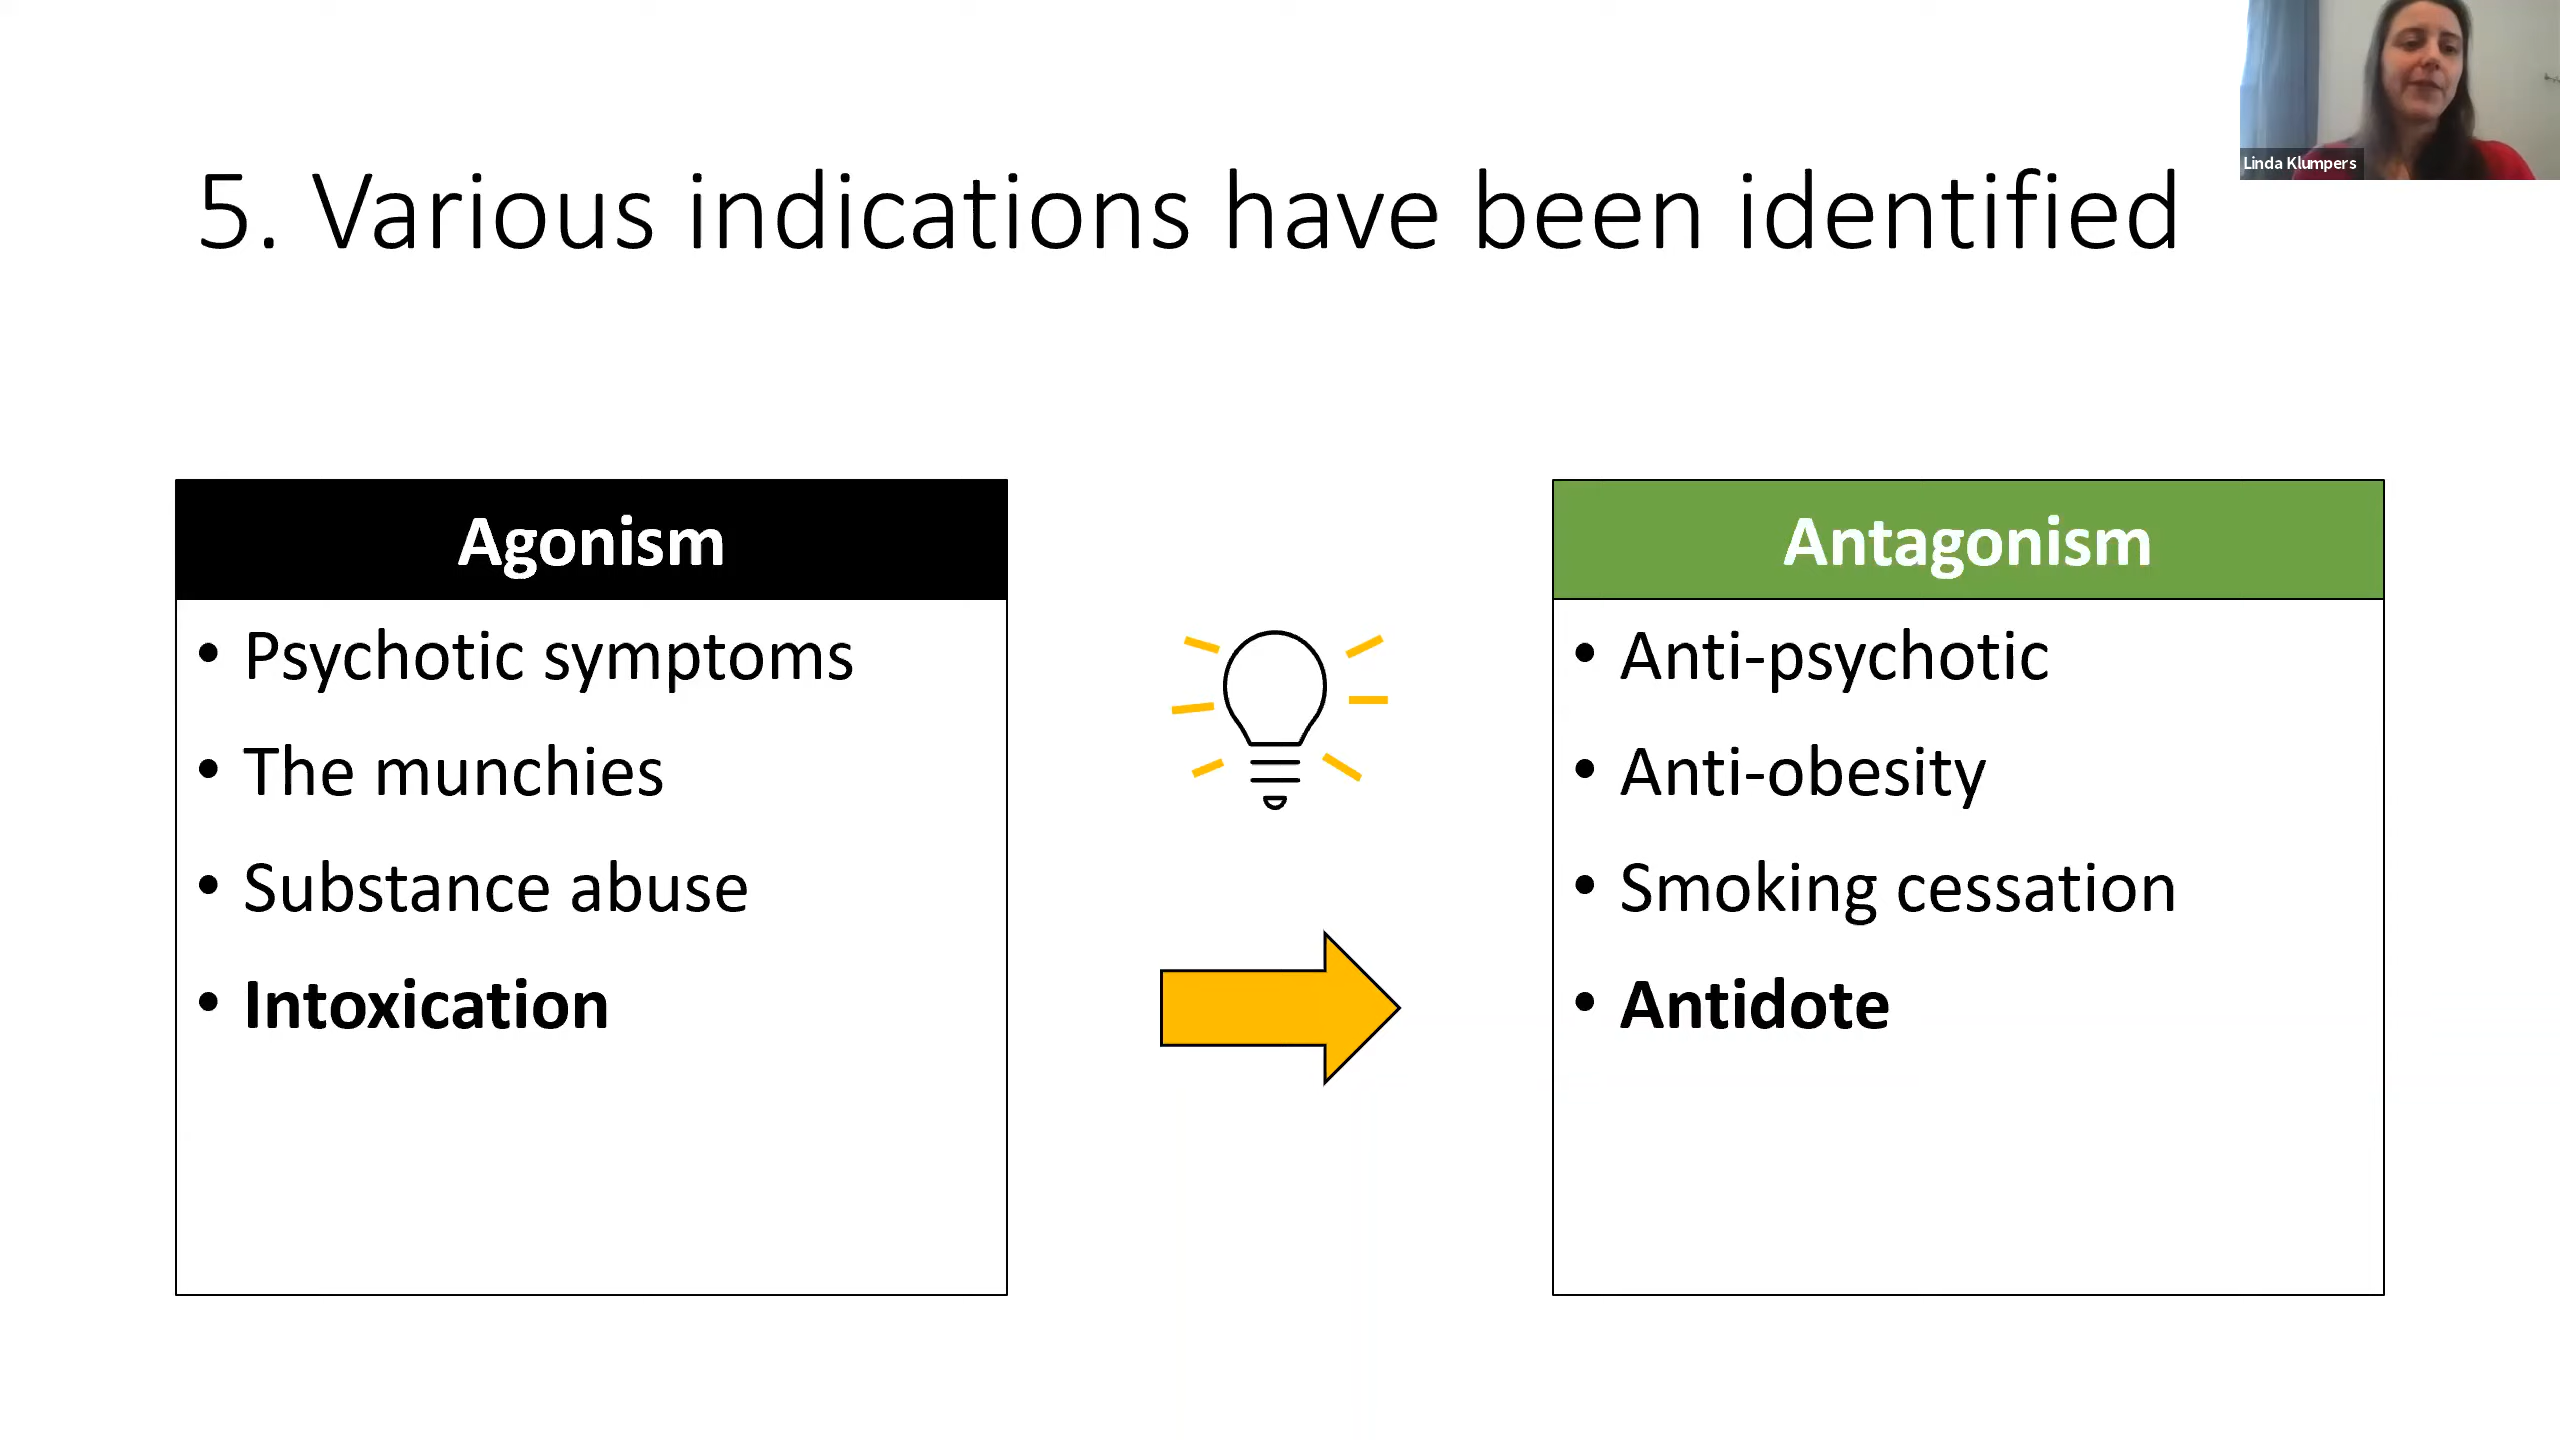 Linda Klumpers
5. Various indications have been identified
Agonism
• Psychotic symptoms
• The munchies
• Substance abuse
• Intoxication
Antagonism
• Anti-psychotic
• Anti-obesity
• Smoking cessation
• Antidote